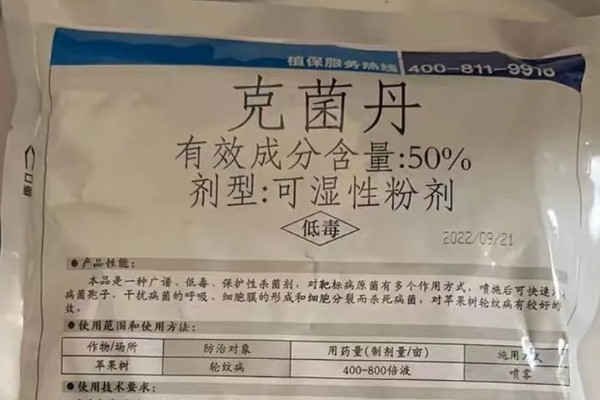 植保服务热线 400-811-9916
克菌丹
有效成分含量:50%
剂型:可湿性粉剂
低毒
2022/09/21
产品性能:
本品是一种广谱、低毒、保护性杀菌剂，对靶标病原菌有多个作用方式，喷施后可快速
病菌孢子，干扰病菌的呼吸、细胞膜的形成和细胞分裂而杀死病菌，对苹果树轮纹病有较好的
效。
使用范围和使用方法:
作物/场所 防治对象 用药量(制剂量/亩) 施用方式
苹果树 轮纹病 400-800倍液 喷雾
使用技术要求: